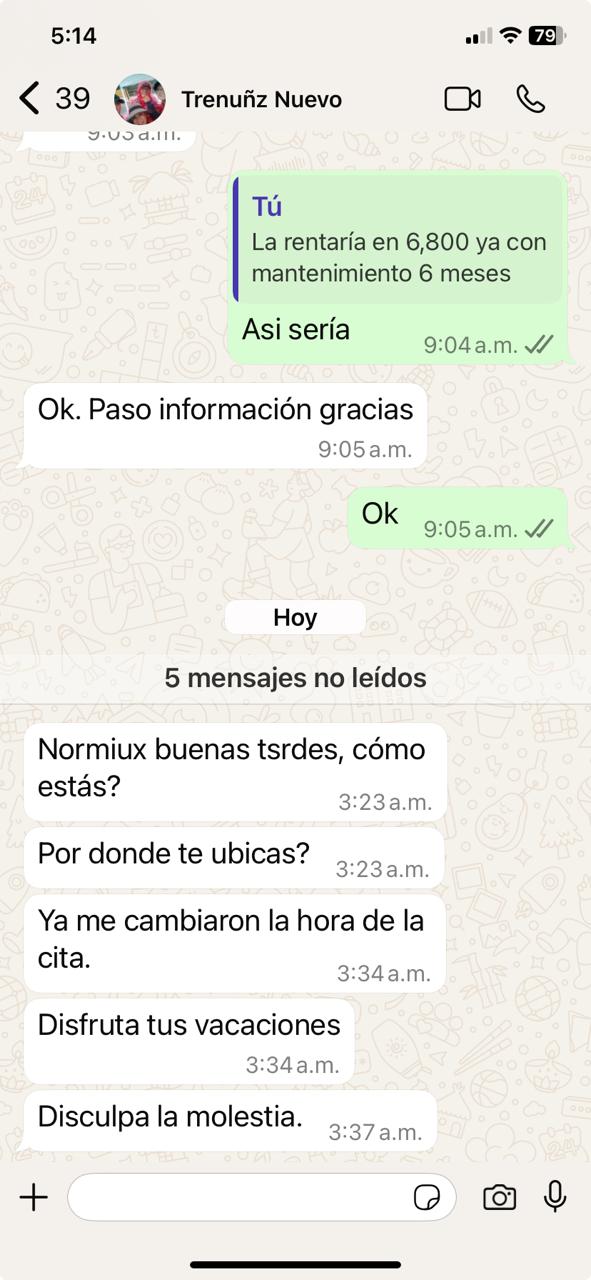 5:14
79
39
Trenuñz Nuevo
9:03 a.m.
Tú
La rentaría en 6,800 ya con
mantenimiento 6 meses
Asi sería
9:04 a.m.
Ok. Paso información gracias
9:05 a.m.
Ok
9:05 a.m.
Hoy
5 mensajes no leídos
Normiux buenas tsrdes, cómo
estás?
3:23 a.m.
Por donde te ubicas?
3:23 a.m.
Ya me cambiaron la hora de la
cita.
3:34 a.m.
Disfruta tus vacaciones
3:34 a.m.
Disculpa la molestia.
3:37 a.m.